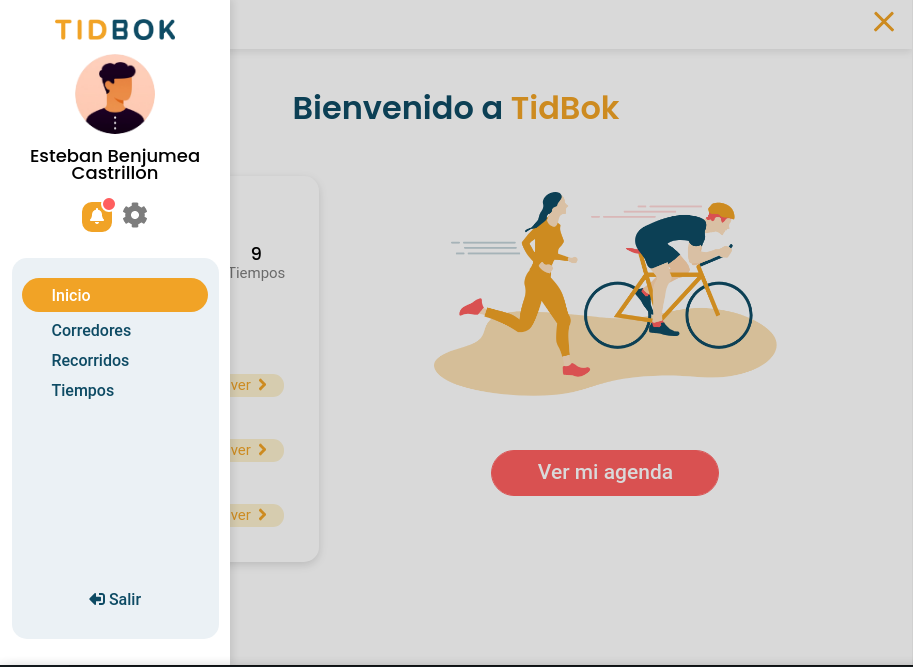 TIDBOK
Esteban Benjumea
Castrillon
Inicio
Corredores
Recorridos
Tiempos
Salir
Bienvenido a TidBok
9
Tiempos
ver
ver
ver
Ver mi agenda